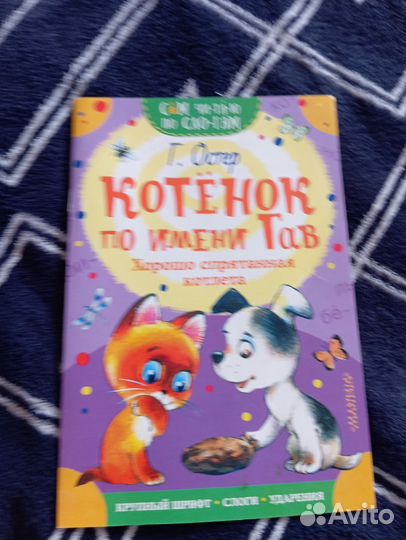 Сам читаю
по слогам
Г. Остер
КОТЁНОК
ПО ИМЕНИ ГАВ
Хорошо спрятанная
котлета
МАЛЫШ
КРУПНЫЙ ШРИФТ • СЛОГИ • УДАРЕНИЯ
Avito